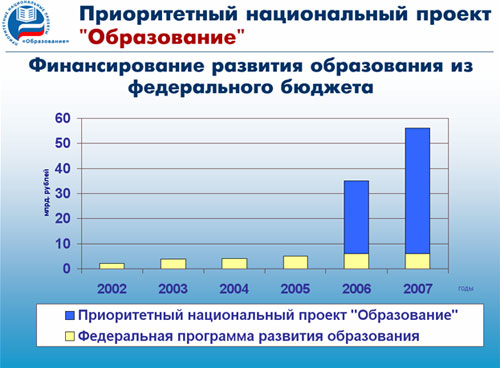 Приоритетный национальный проект
"Образование"
«Образование»
Финансирование развития образования из
федерального бюджета
млрд. рублей
60
50
40
30
20
10
0
2002 2003 2004 2005 2006 2007 годы
Приоритетный национальный проект "Образование"
Федеральная программа развития образования